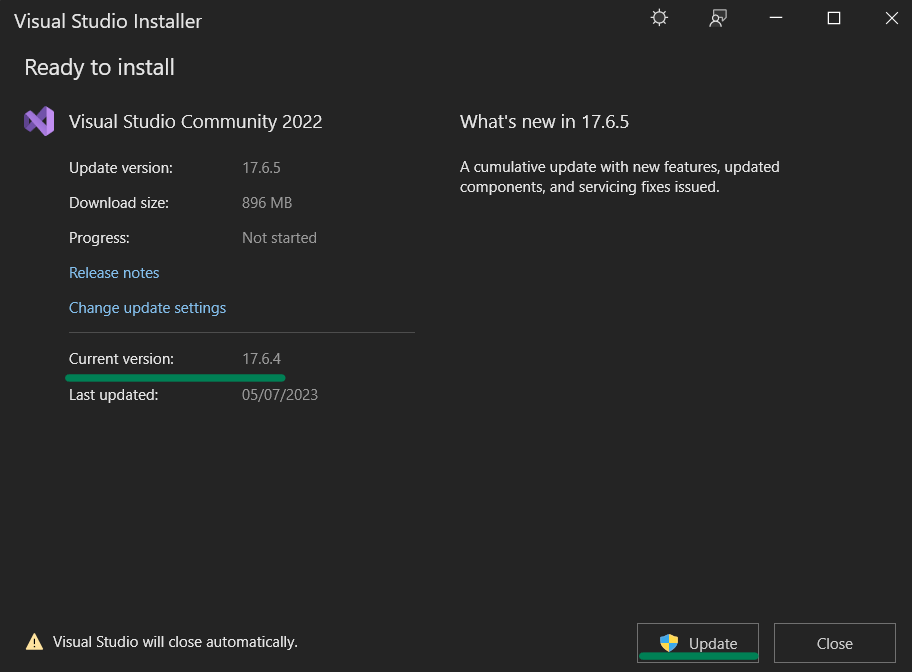 Visual Studio Installer
Ready to install
Visual Studio Community 2022
Update version: 17.6.5
Download size: 896 MB
Progress: Not started
Release notes
Change update settings
Current version: 17.6.4
Last updated: 05/07/2023
What's new in 17.6.5
A cumulative update with new features, updated
components, and servicing fixes issued.
Visual Studio will close automatically.
Update
Close